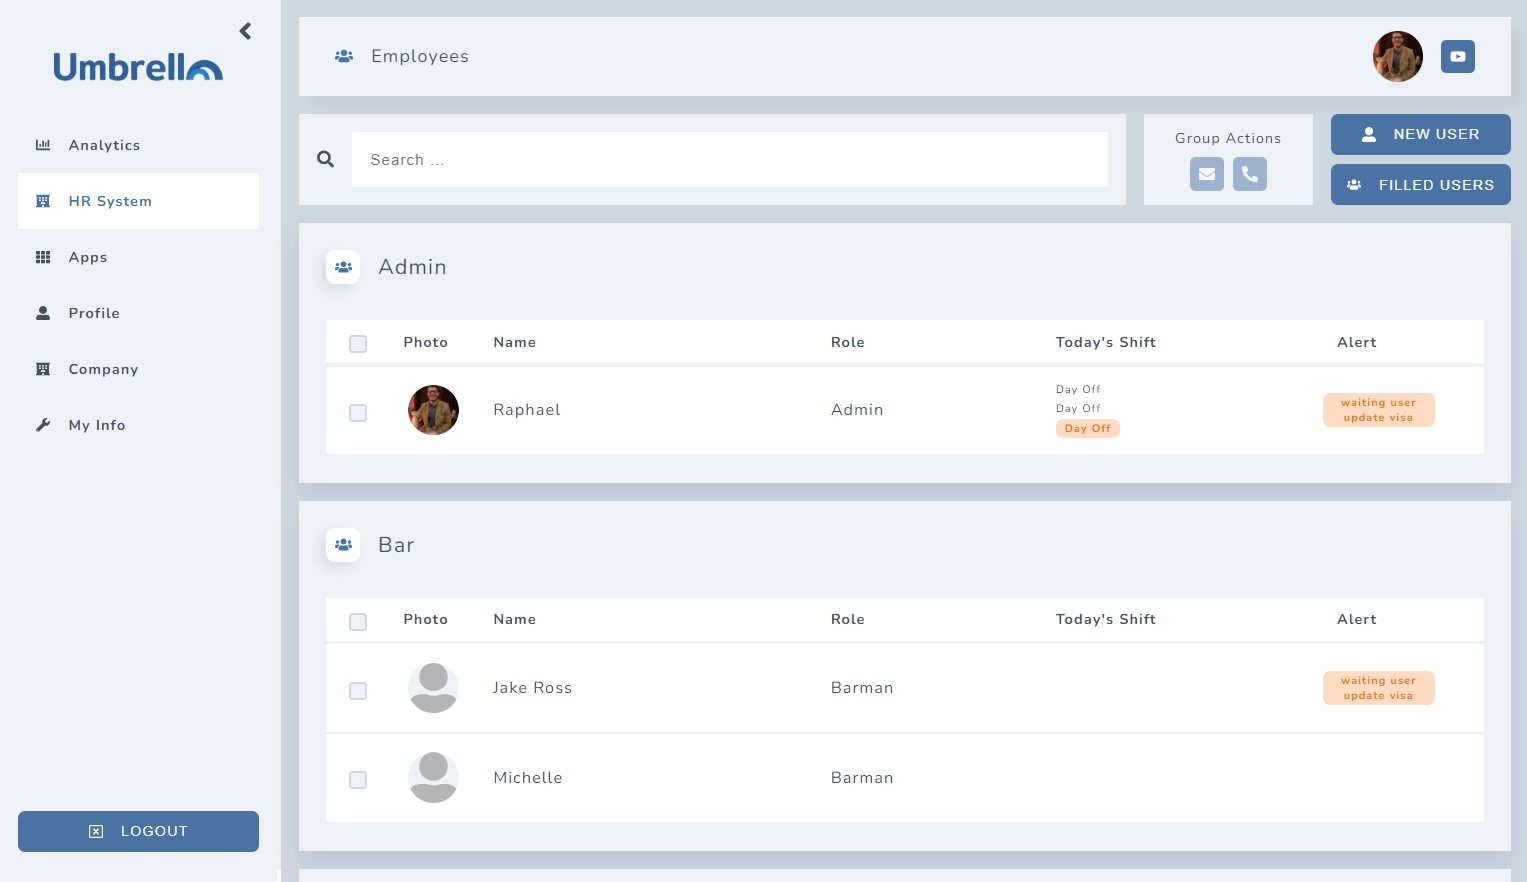 Umbrella
Analytics
HR System
Apps
Profile
Company
My Info
LOGOUT
Employees
Search ...
Group Actions
NEW USER
FILLED USERS
Admin
Photo Name Role Today's Shift Alert
Raphael Admin
Day Off
Day Off
Day Off
waiting user
update visa
Bar
Photo Name Role Today's Shift Alert
Jake Ross Barman
waiting user
update visa
Michelle Barman